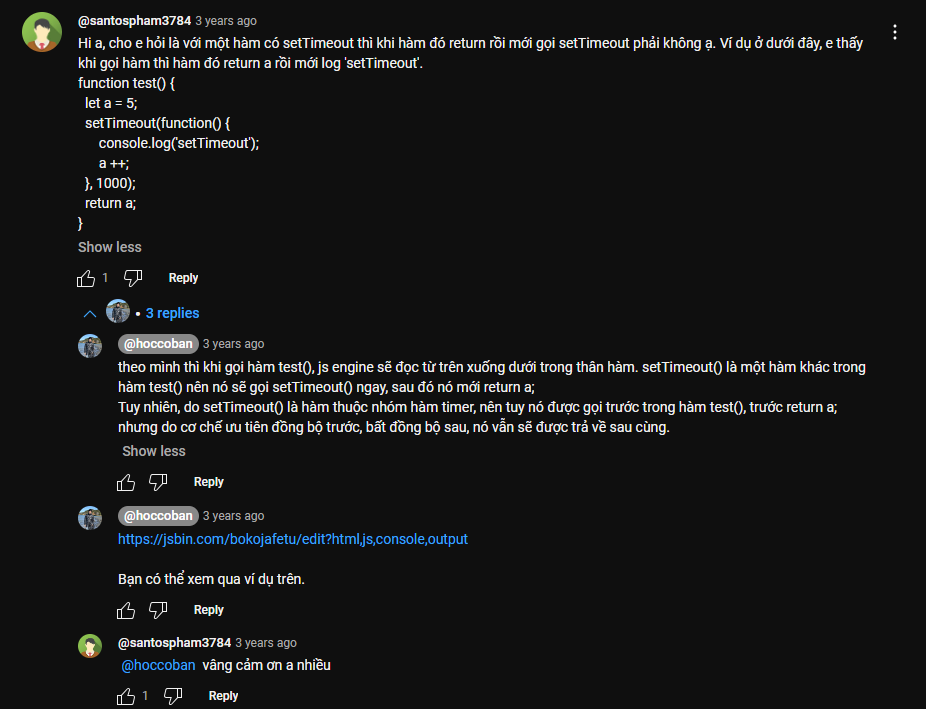 @santospham3784 3 years ago
Hi a, cho e hỏi là với một hàm có setTimeout thì khi hàm đó return rồi mới gọi setTimeout phải không ạ. Ví dụ ở dưới đây, e thấy
khi gọi hàm thì hàm đó return a rồi mới log 'setTimeout'.
function test() {
let a = 5;
setTimeout(function() {
console.log('setTimeout');
a ++;
}, 1000);
return a;
}
Show less
1 Reply
• 3 replies
@hoccoban 3 years ago
theo mình thì khi gọi hàm test(), js engine sẽ đọc từ trên xuống dưới trong thân hàm. setTimeout() là một hàm khác trong
hàm test() nên nó sẽ gọi setTimeout() ngay, sau đó nó mới return a;
Tuy nhiên, do setTimeout() là hàm thuộc nhóm hàm timer, nên tuy nó được gọi trước trong hàm test(), trước return a;
nhưng do cơ chế ưu tiên đồng bộ trước, bất đồng bộ sau, nó vẫn sẽ được trả về sau cùng.
Show less
Reply
@hoccoban 3 years ago
https://jsbin.com/bokojafetu/edit?html,js,console,output
Bạn có thể xem qua ví dụ trên.
Reply
@santospham3784 3 years ago
@hoccoban vâng cảm ơn a nhiều
1 Reply